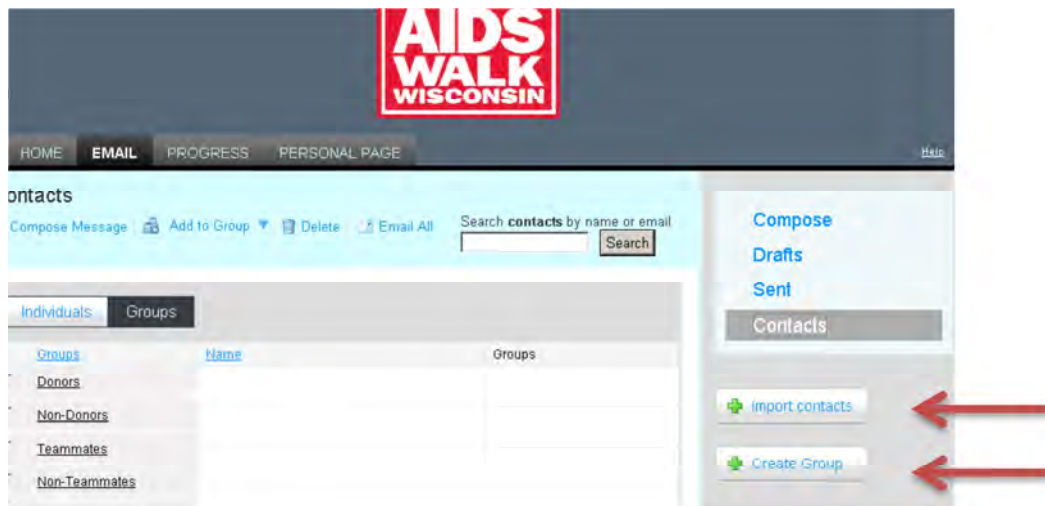 AIDS
WALK
WISCONSIN
HOME EMAIL PROGRESS PERSONAL PAGE Help
ontacts
Compose Message Add to Group Delete Email All Search contacts by name or email
Search
Compose
Drafts
Sent
Contacts
Individuals Groups
Groups Name Groups
Donors
Non-Donors
Teammates
Non-Teammates
Import contacts
Create Group